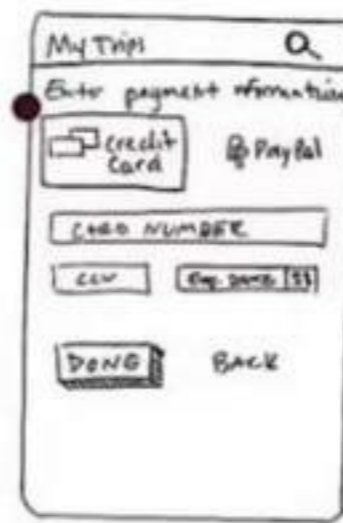 My Trips
Enter payment information
Credit PayPal
Card
CARD NUMBER
CCV Exp. DATE
DONE BACK